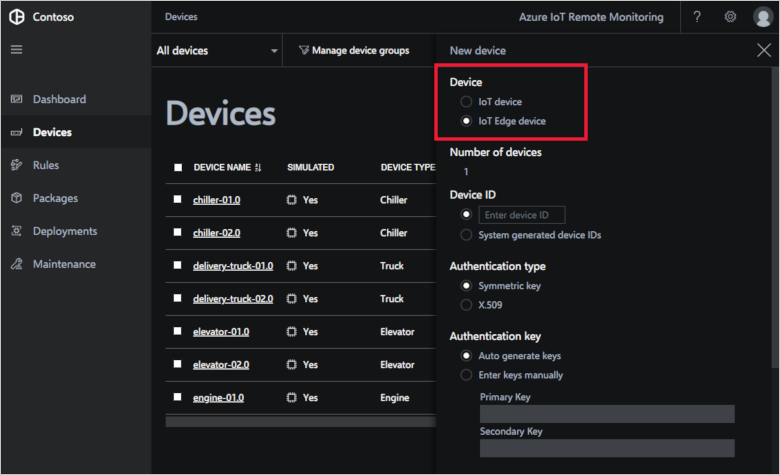 Contoso
Devices
Azure IoT Remote Monitoring
?
All devices
Manage device groups
New device
Dashboard
Devices
Rules
Packages
Deployments
Maintenance
Devices
DEVICE NAME SIMULATED DEVICE TYPE
chiller-01.0 Yes Chiller
chiller-02.0 Yes Chiller
delivery-truck-01.0 Yes Truck
delivery-truck-02.0 Yes Truck
elevator-01.0 Yes Elevator
elevator-02.0 Yes Elevator
engine-01.0 Yes Engine
Device
IoT device
IoT Edge device
Number of devices
1
Device ID
Enter device ID
System generated device IDs
Authentication type
Symmetric key
X.509
Authentication key
Auto generate keys
Enter keys manually
Primary Key
Secondary Key